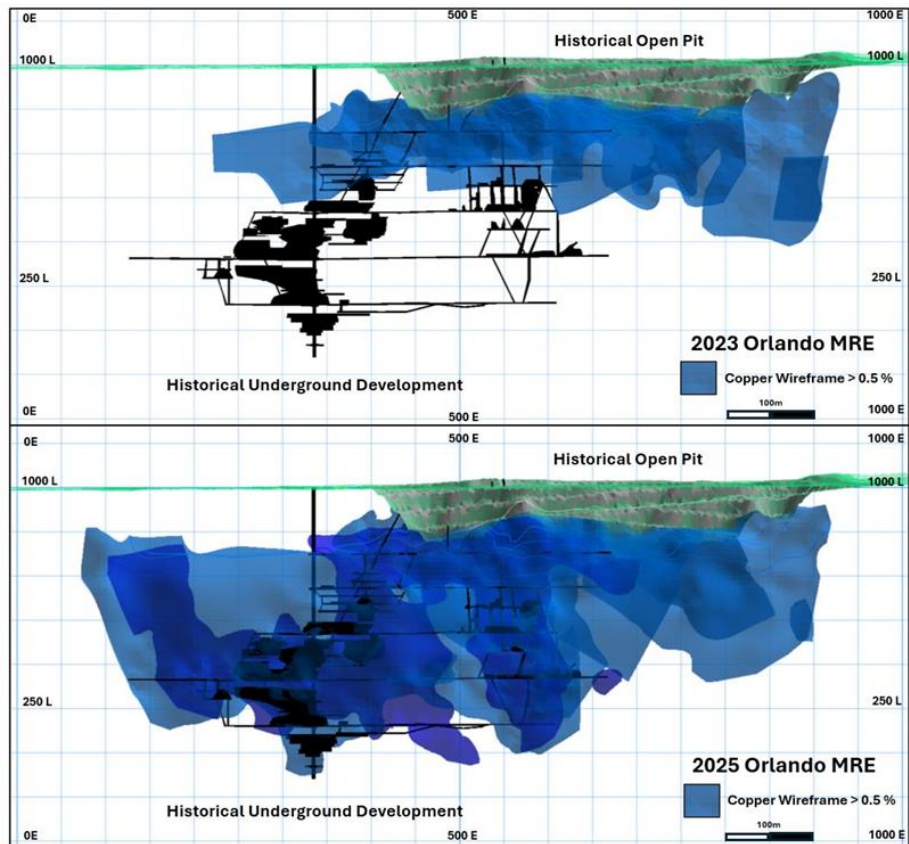 0E 500 E 1000 E
Historical Open Pit
1000 L 1000 L
250 L 250 L
2023 Orlando MRE
Copper Wireframe > 0.5 %
Historical Underground Development
100m
0E 500 E 1000 E
0E 500 E 1000 E
Historical Open Pit
1000 L 1000 L
250 L 250 L
2025 Orlando MRE
Copper Wireframe > 0.5 %
Historical Underground Development
100m
0E 500 E 1000 E